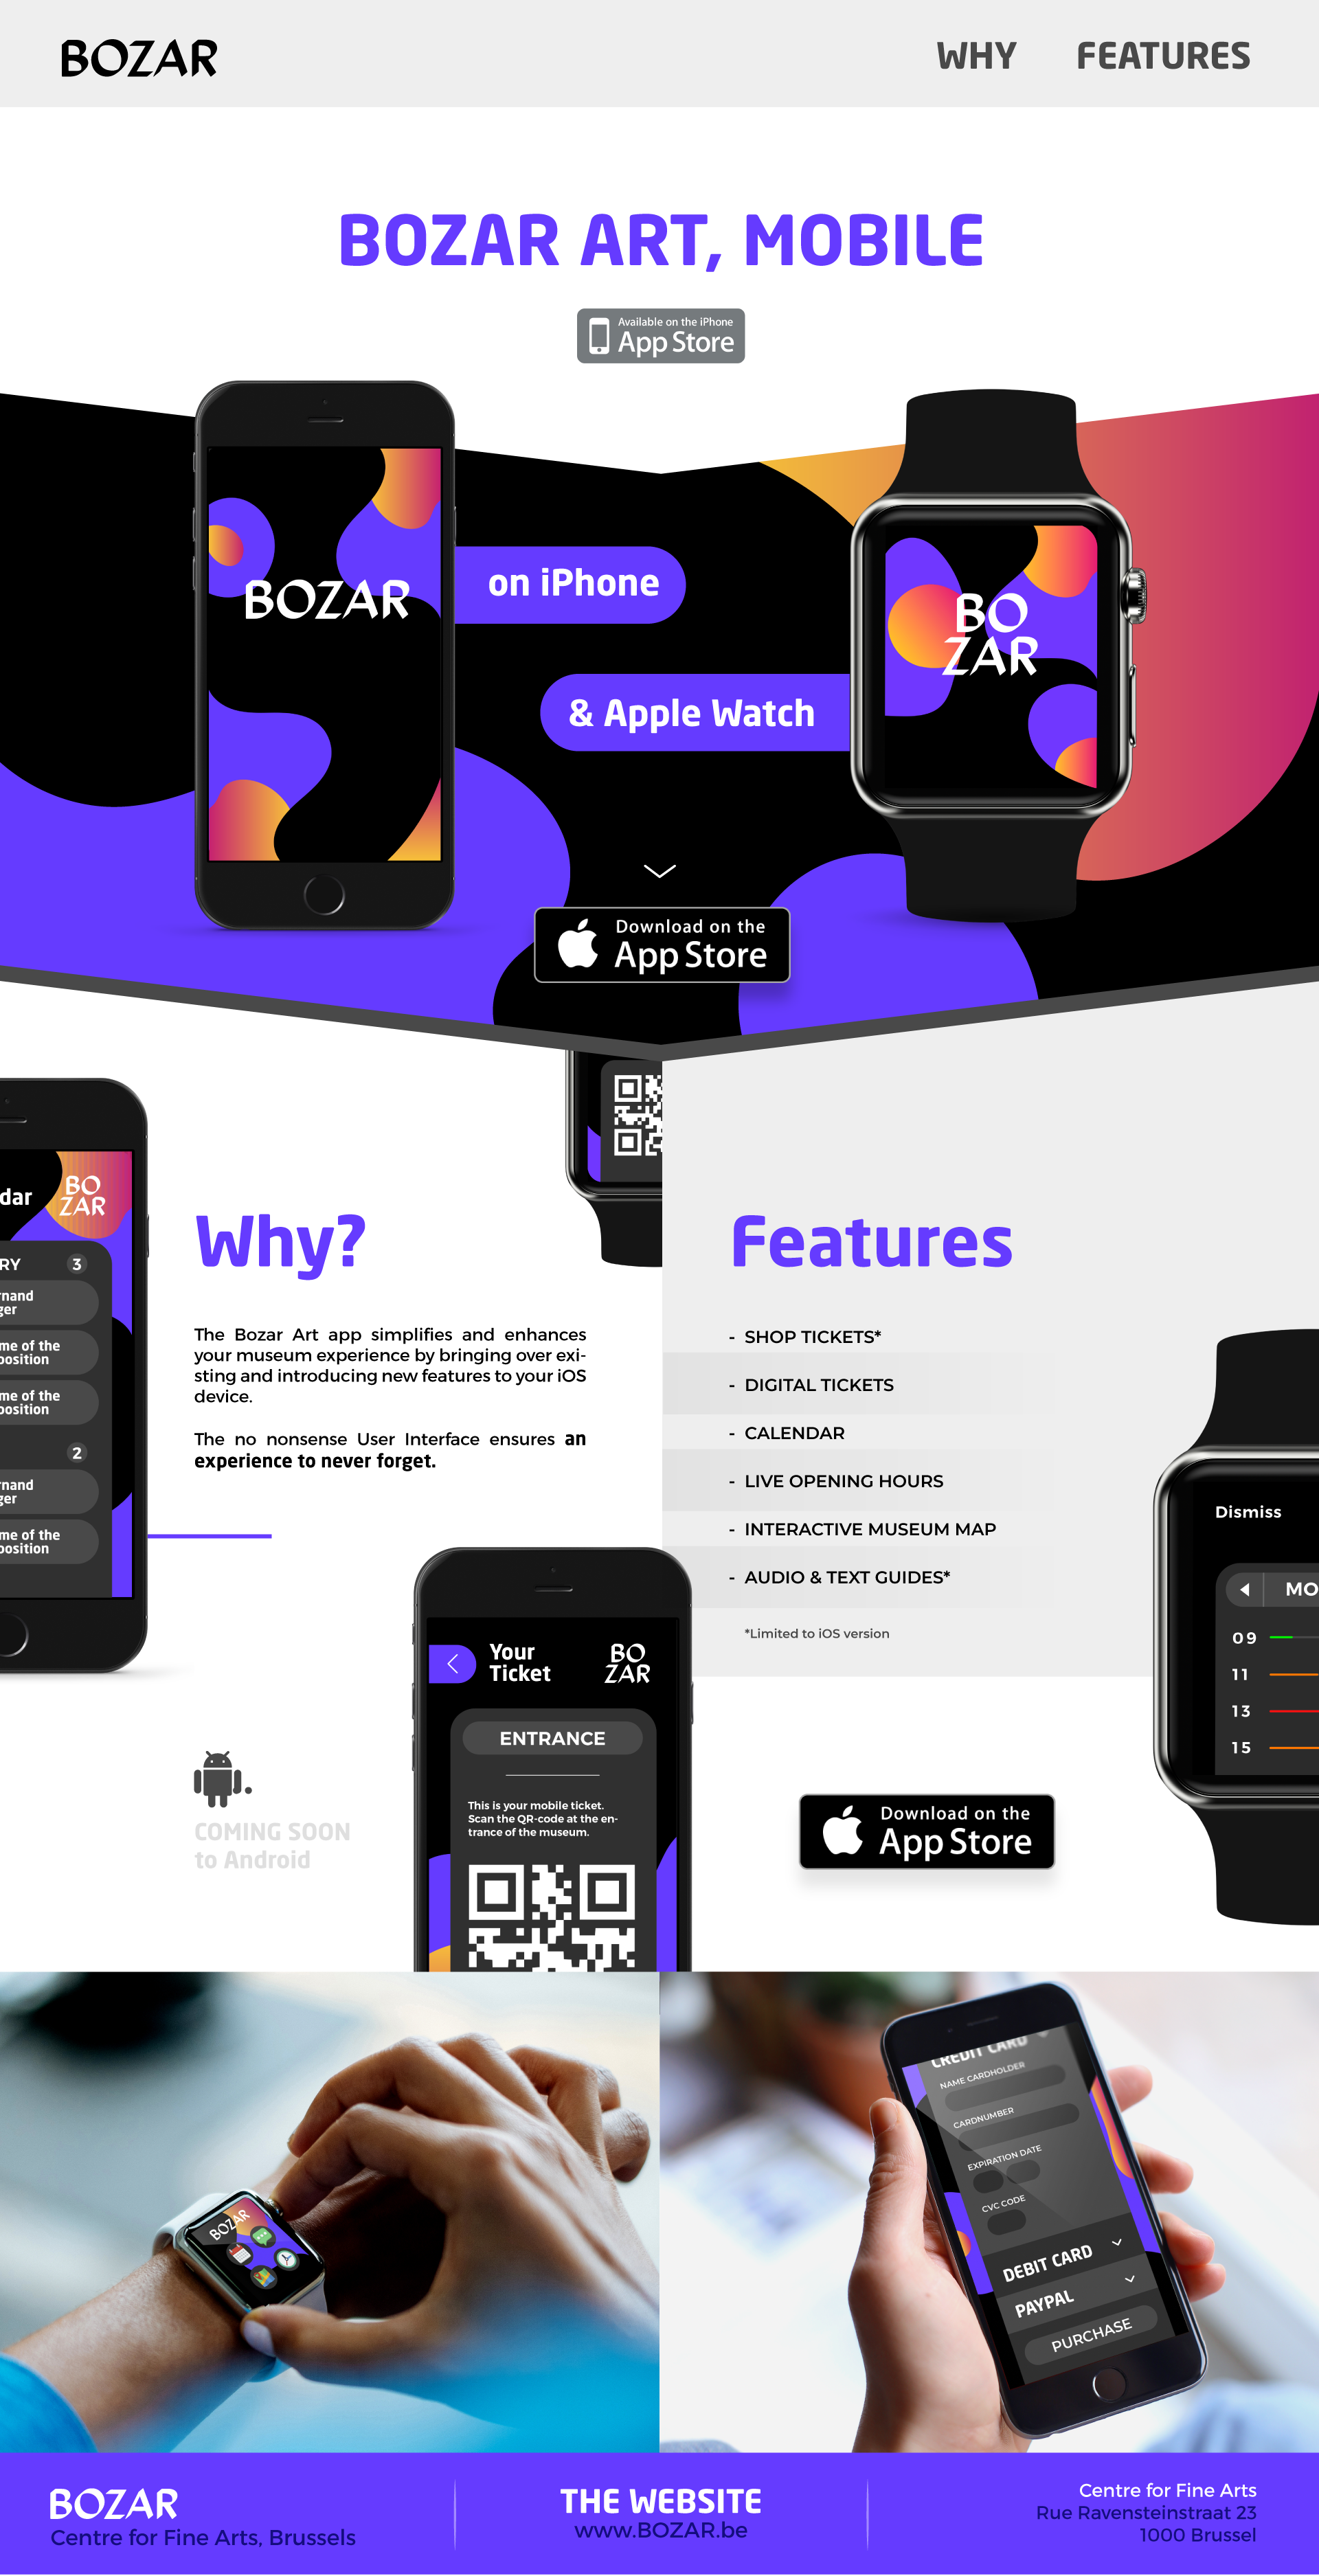 BOZAR
WHY
FEATURES
BOZAR ART, MOBILE
Available on the iPhone
App Store
BOZAR
on iPhone
BO
ZAR
& Apple Watch
Download on the
App Store
dar
BO
ZAR
RY
3
rnand
ger
me of the
position
me of the
position
2
rnand
ger
me of the
position
Why?
The Bozar Art app simplifies and enhances
your museum experience by bringing over exi-
sting and introducing new features to your iOS
device.
The no nonsense User Interface ensures an
experience to never forget.
Features
- SHOP TICKETS*
- DIGITAL TICKETS
- CALENDAR
- LIVE OPENING HOURS
- INTERACTIVE MUSEUM MAP
- AUDIO & TEXT GUIDES*
*Limited to iOS version
Dismiss
MO
09
11
13
15
Your
Ticket
BO
ZAR
ENTRANCE
This is your mobile ticket.
Scan the QR-code at the en-
trance of the museum.
COMING SOON
to Android
Download on the
App Store
BOZAR
CREDIT CARD
NAME CARDHOLDER
CARDNUMBER
EXPIRATION DATE
CVC CODE
DEBIT CARD
PAYPAL
PURCHASE
BOZAR
Centre for Fine Arts, Brussels
THE WEBSITE
www.BOZAR.be
Centre for Fine Arts
Rue Ravensteinstraat 23
1000 Brussel